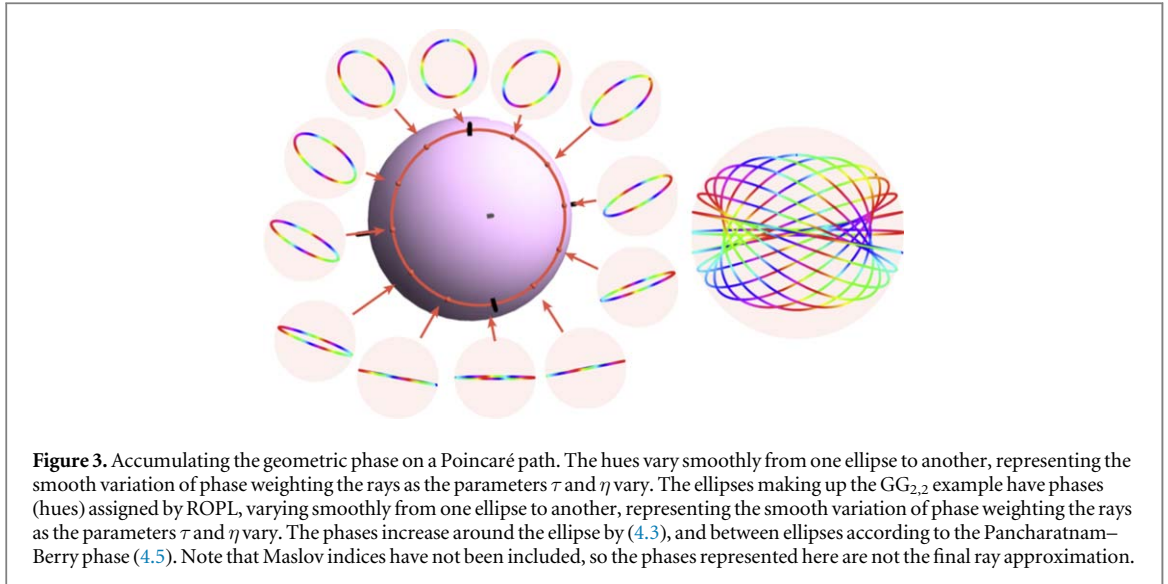 Figure 3. Accumulating the geometric phase on a Poincaré path. The hues vary smoothly from one ellipse to another, representing the
smooth variation of phase weighting the rays as the parameters τ and η vary. The ellipses making up the GG₂,₂ example have phases
(hues) assigned by ROPL, varying smoothly from one ellipse to another, representing the smooth variation of phase weighting the rays
as the parameters τ and η vary. The phases increase around the ellipse by (4.3), and between ellipses according to the Pancharatnam–
Berry phase (4.5). Note that Maslov indices have not been included, so the phases represented here are not the final ray approximation.